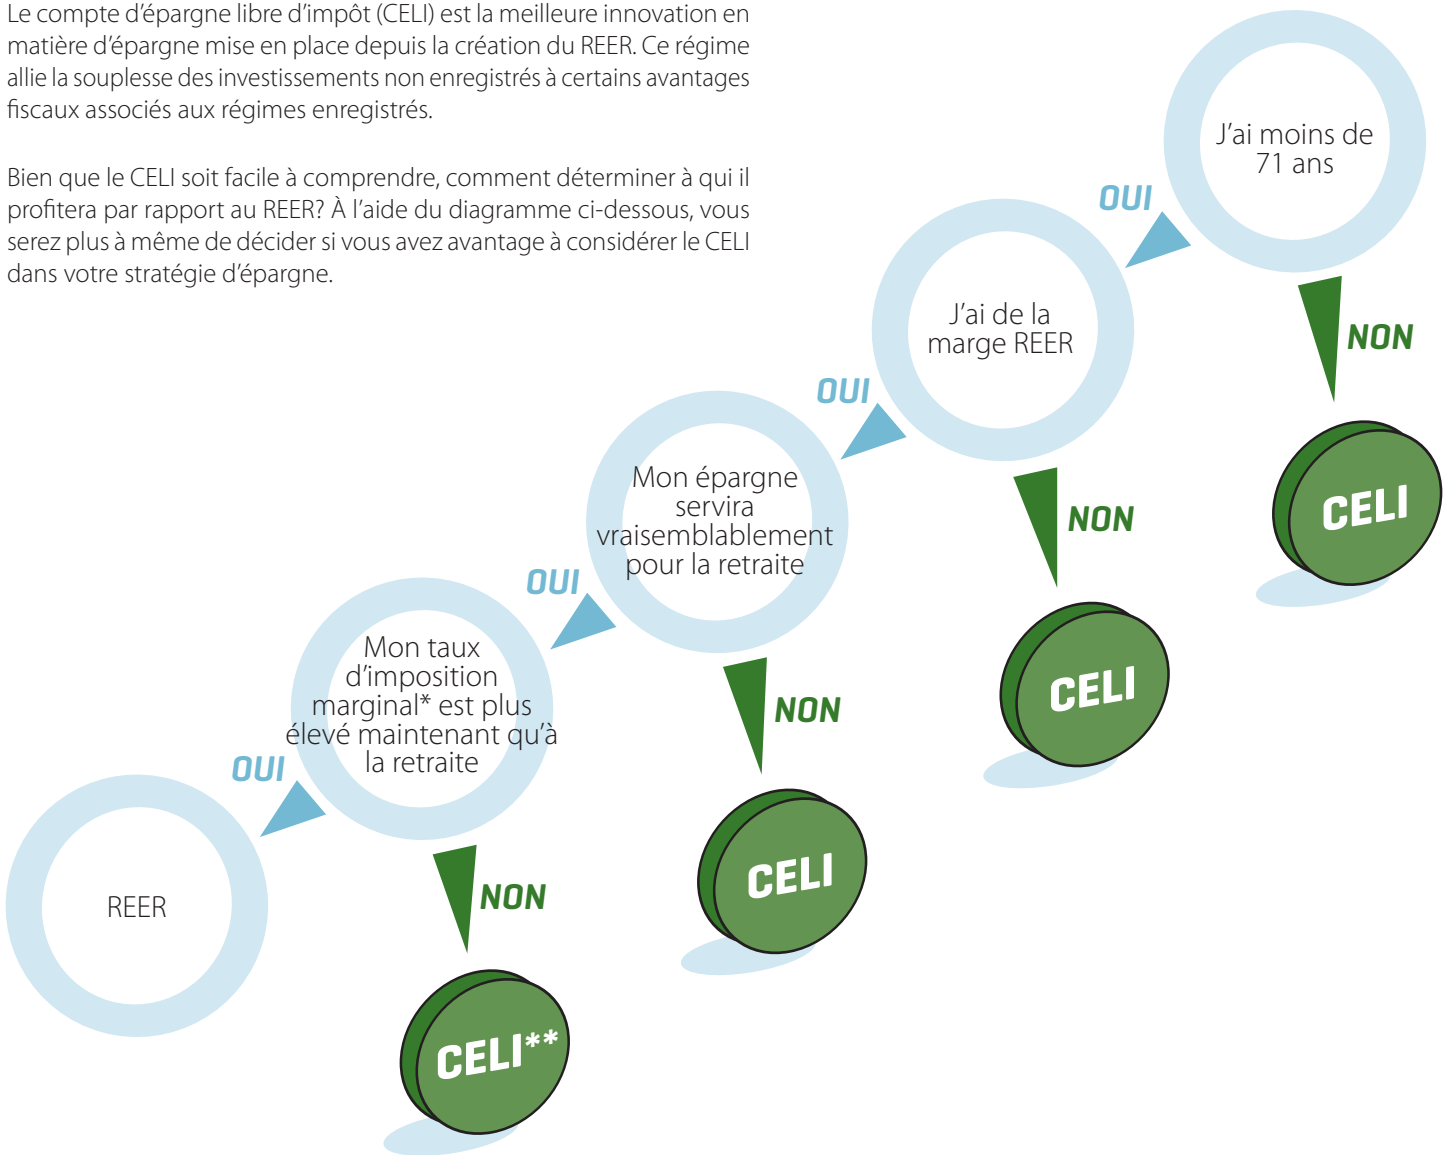 Le compte d’épargne libre d’impôt (CELI) est la meilleure innovation en
matière d’épargne mise en place depuis la création du REER. Ce régime
allie la souplesse des investissements non enregistrés à certains avantages
fiscaux associés aux régimes enregistrés.
Bien que le CELI soit facile à comprendre, comment déterminer à qui il
profitera par rapport au REER? À l’aide du diagramme ci-dessous, vous
serez plus à même de décider si vous avez avantage à considérer le CELI
dans votre stratégie d’épargne.
J’ai moins de
71 ans
OUI
NON
CELI
J’ai de la
marge REER
OUI
NON
CELI
Mon épargne
servira
vraisemblablement
pour la retraite
OUI
NON
CELI
Mon taux
d’imposition
marginal* est plus
élevé maintenant qu’à
la retraite
OUI
NON
CELI**
REER